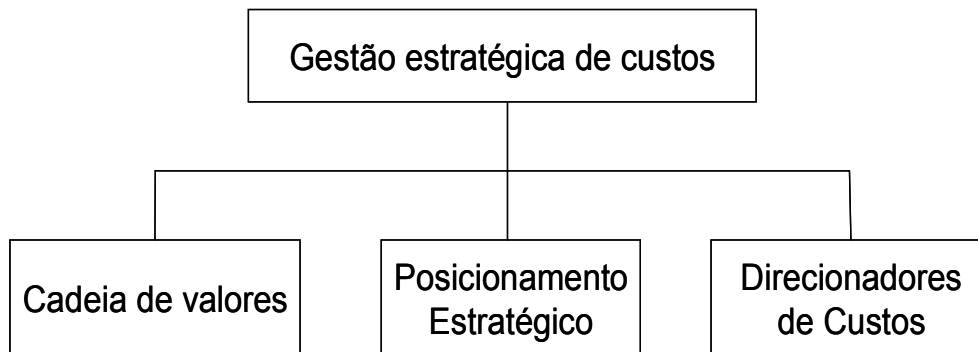 Gestão estratégica de custos
Cadeia de valores
Posicionamento
Estratégico
Direcionadores
de Custos